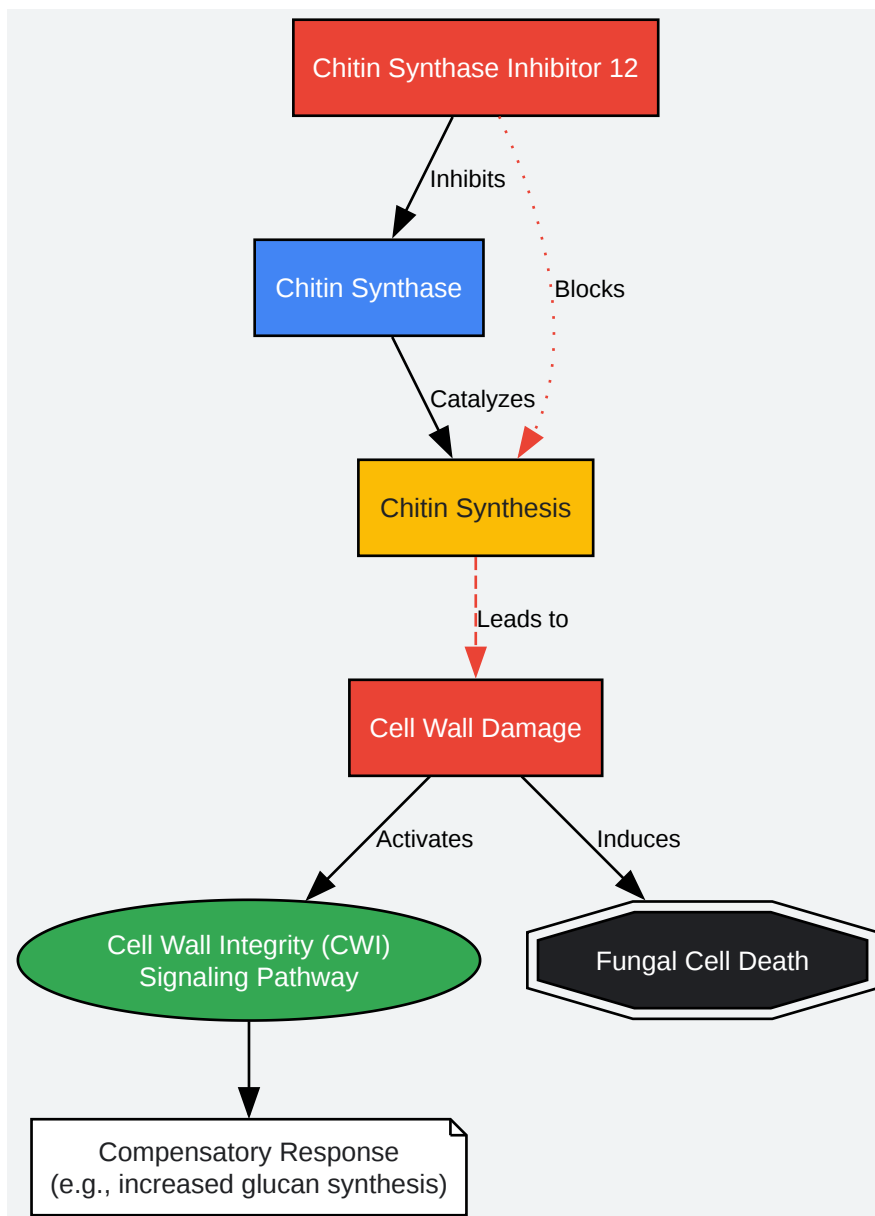 Chitin Synthase Inhibitor 12
Inhibits
Chitin Synthase
Blocks
Catalyzes
Chitin Synthesis
Leads to
Cell Wall Damage
Activates
Induces
Cell Wall Integrity (CWI)
Signaling Pathway
Fungal Cell Death
Compensatory Response
(e.g., increased glucan synthesis)